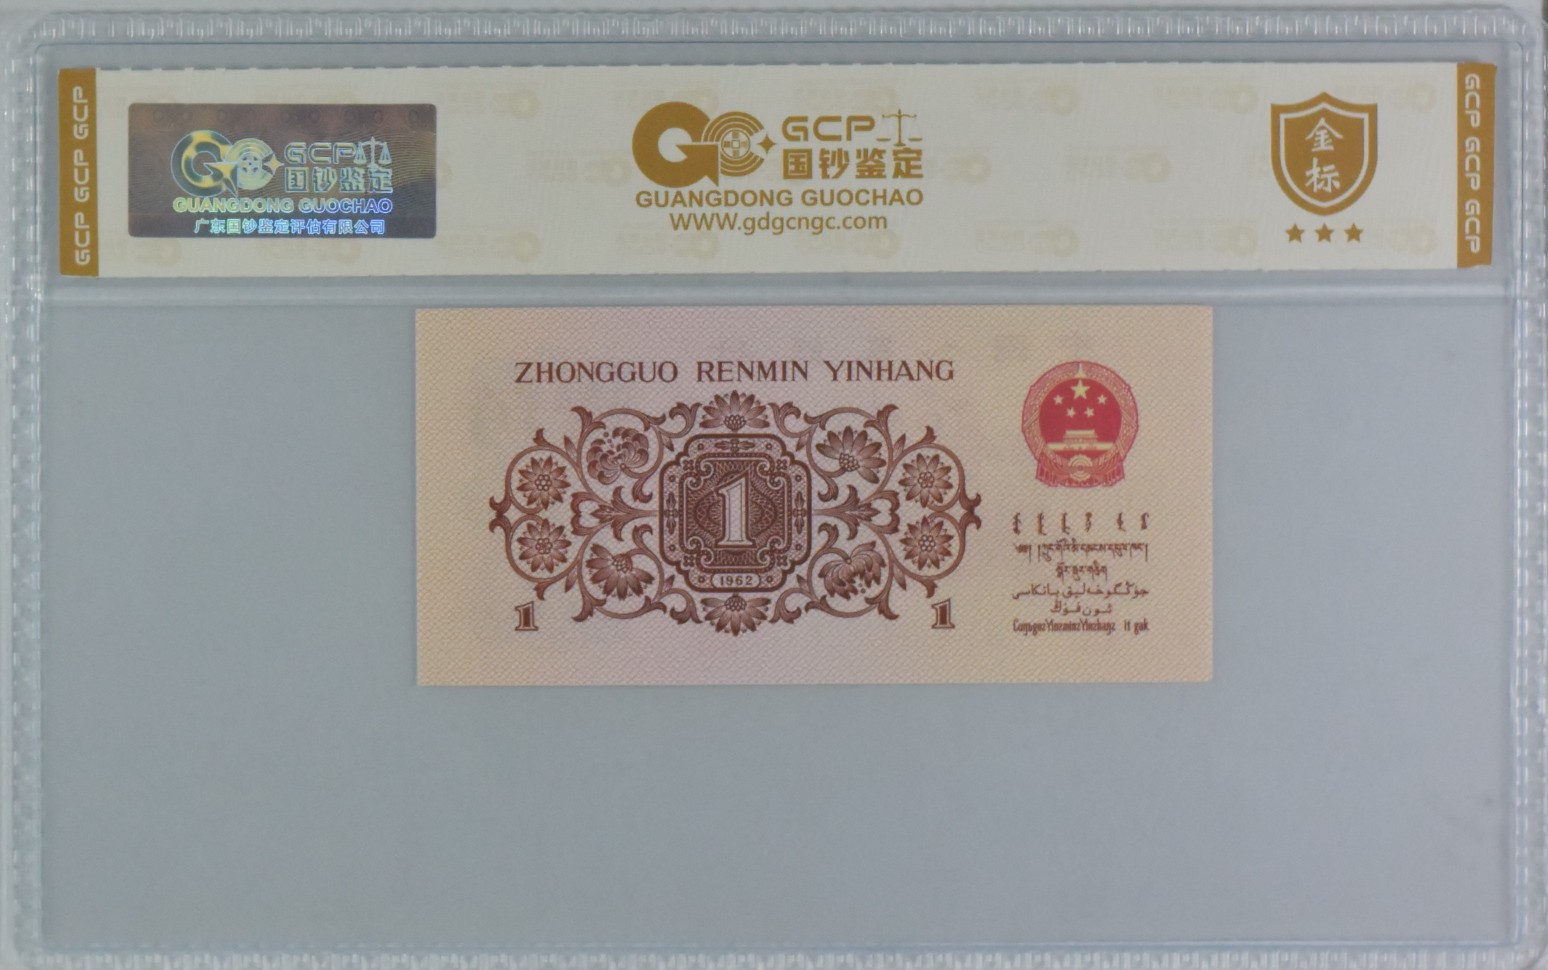 GCP GCP GCP
GCP
国钞鉴定
GUANGDONG GUOCHAO
广东国钞鉴定评估有限公司
GCP
国钞鉴定
GUANGDONG GUOCHAO
WWW.gdgcngc.com
金
标
GCP GCP GCP
ZHONGGUO RENMIN YINHANG
1
1962
1
1